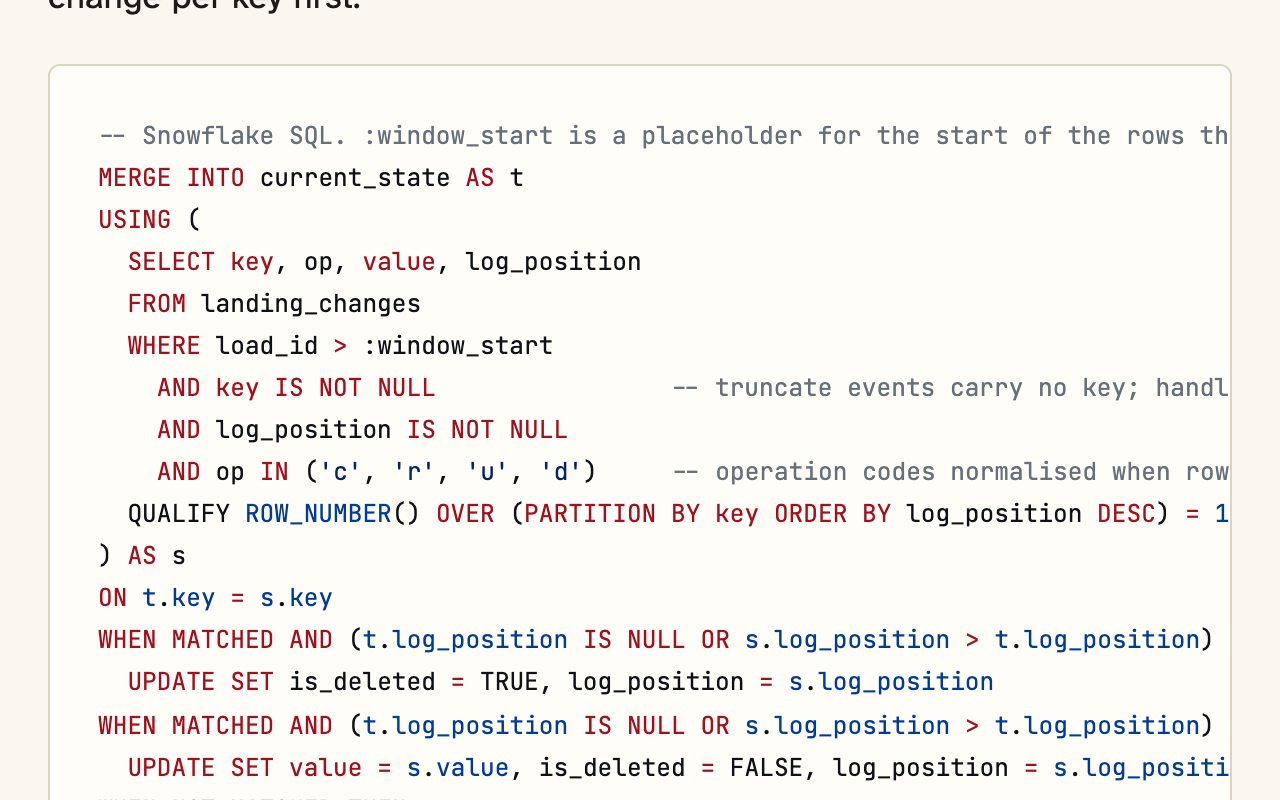 change per key first.
-- Snowflake SQL. :window_start is a placeholder for the start of the rows th
MERGE INTO current_state AS t
USING (
  SELECT key, op, value, log_position
  FROM landing_changes
  WHERE load_id > :window_start
    AND key IS NOT NULL                -- truncate events carry no key; handl
    AND log_position IS NOT NULL
    AND op IN ('c', 'r', 'u', 'd')     -- operation codes normalised when row
  QUALIFY ROW_NUMBER() OVER (PARTITION BY key ORDER BY log_position DESC) = 1
) AS s
ON t.key = s.key
WHEN MATCHED AND (t.log_position IS NULL OR s.log_position > t.log_position)
  UPDATE SET is_deleted = TRUE, log_position = s.log_position
WHEN MATCHED AND (t.log_position IS NULL OR s.log_position > t.log_position)
  UPDATE SET value = s.value, is_deleted = FALSE, log_position = s.log_positi